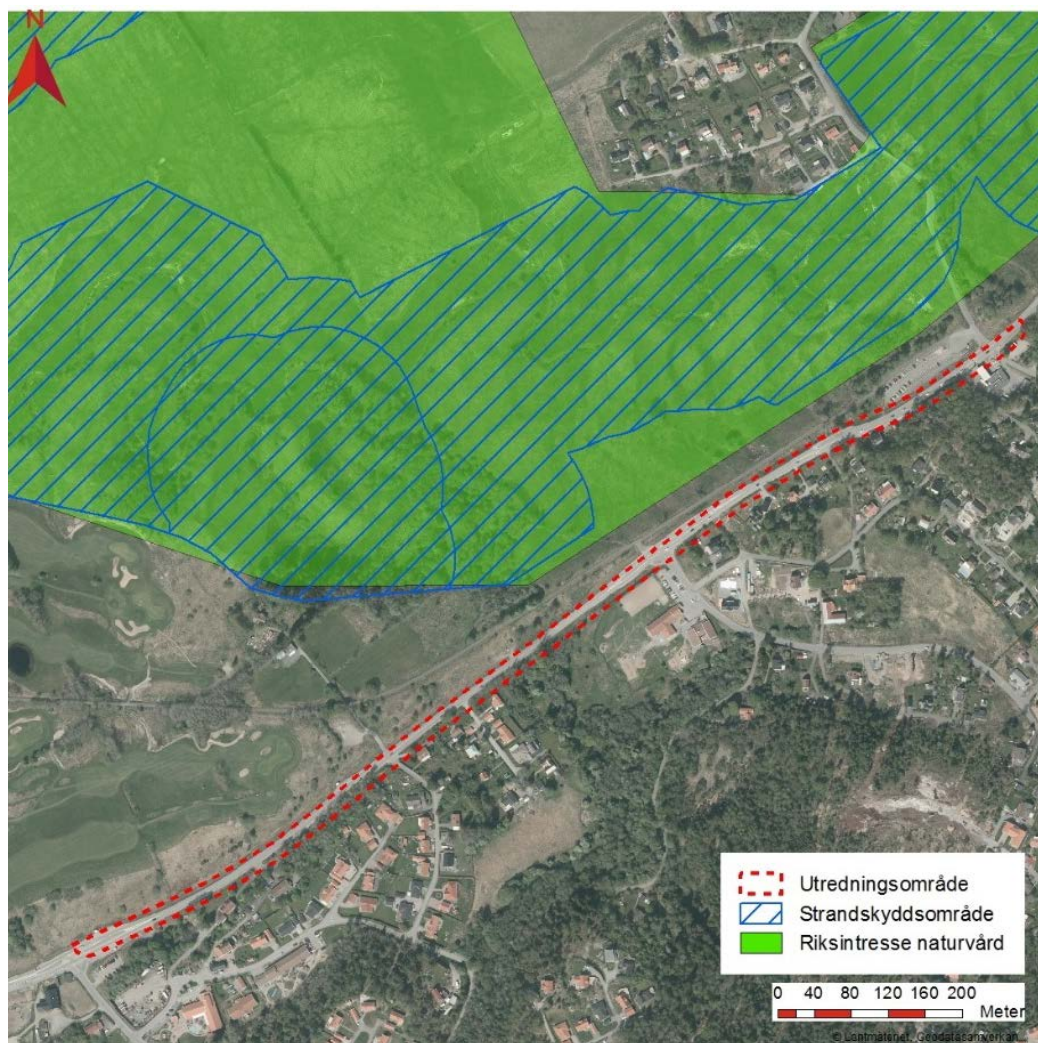 N
Utredningsområde
Strandskyddsområde
Riksintresse naturvård
0 40 80 120 160 200
Meter
© Lantmäteriet, Geodatasamverkan...